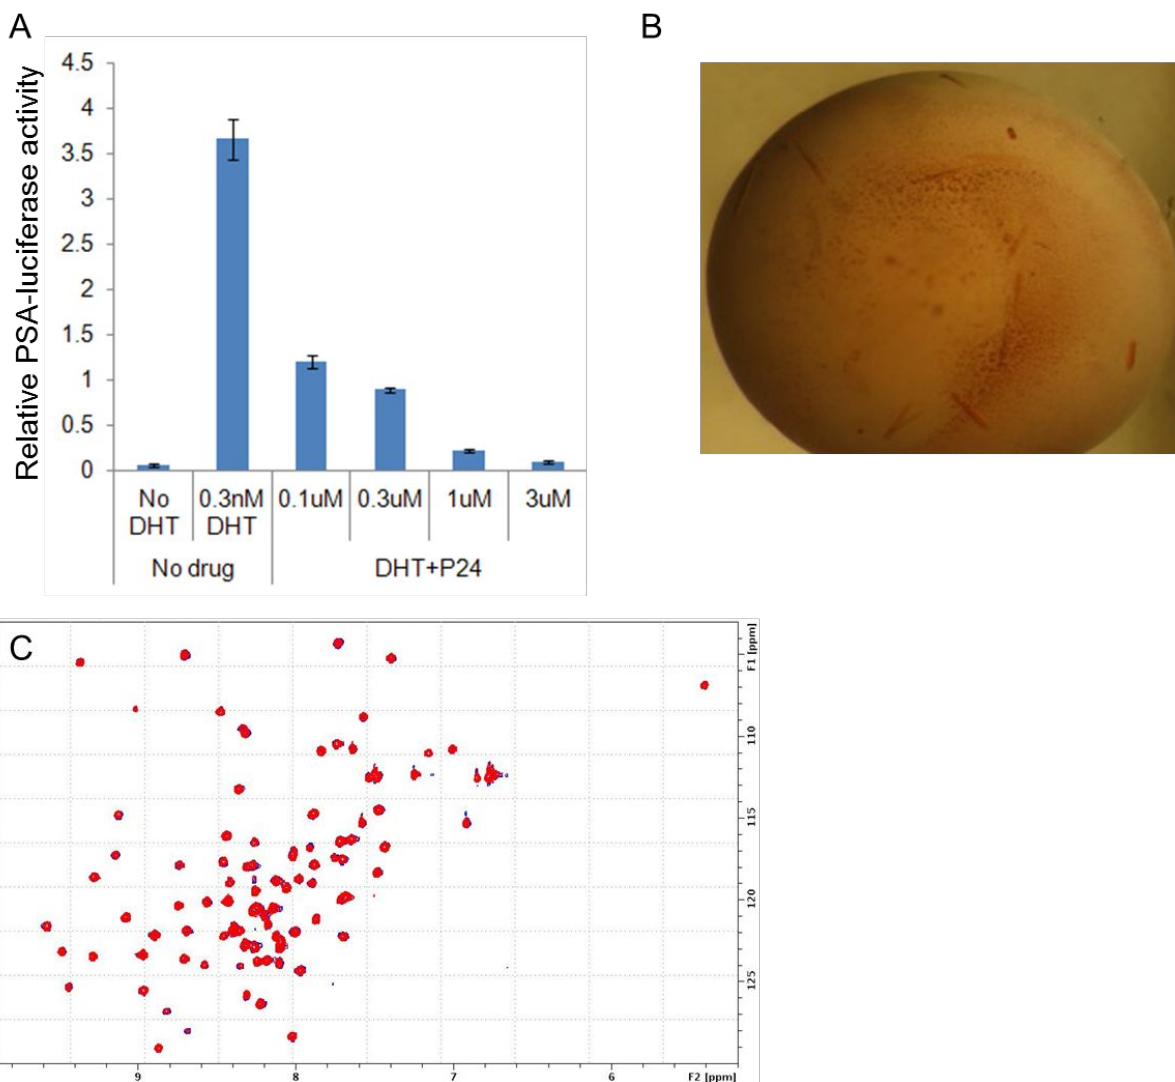 A
B
Relative PSA-luciferase activity
4.5
4
3.5
3
2.5
2
1.5
1
0.5
0
No DHT
0.3nM DHT
0.1uM
0.3uM
1uM
3uM
No drug
DHT+P24
C
F1 [ppm]
110
115
120
125
9
8
7
6
F2 [ppm]